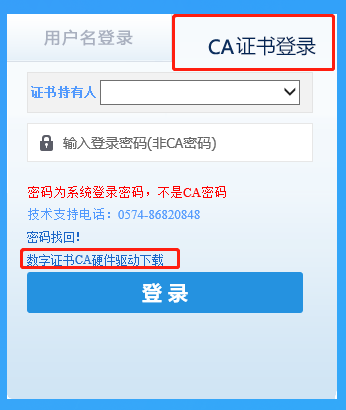 用户名登录
CA证书登录
证书持有人
输入登录密码(非CA密码)
密码为系统登录密码，不是CA密码
技术支持电话：0574-86820848
密码找回!
数字证书CA硬件驱动下载
登录